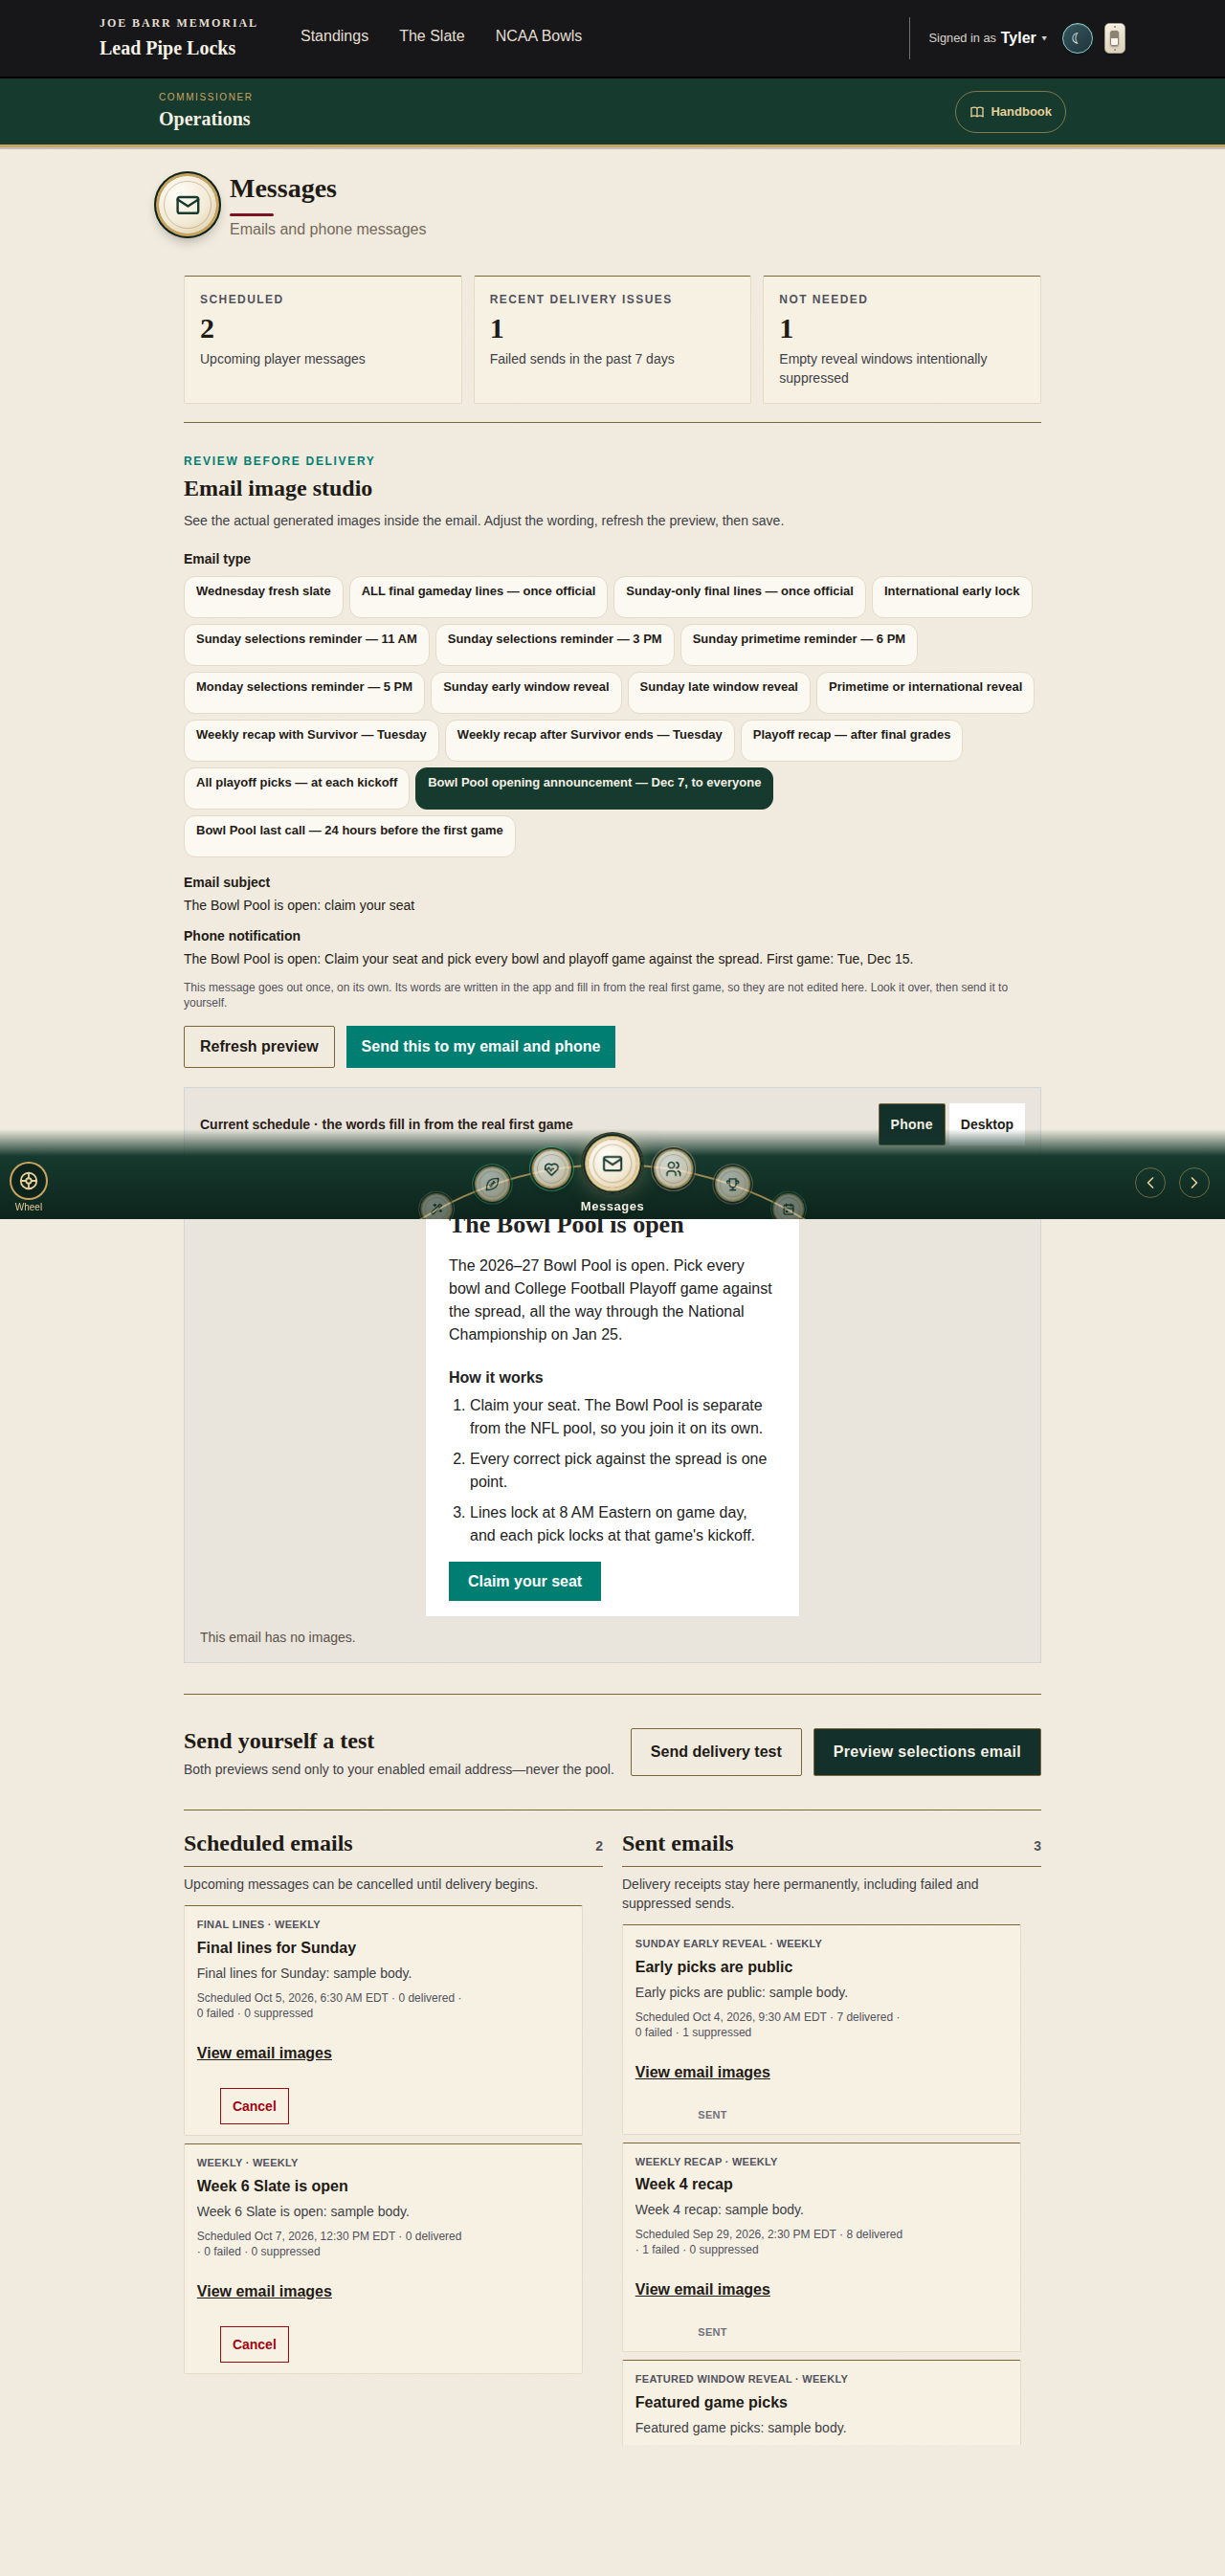 JOE BARR MEMORIAL
Lead Pipe Locks
Standings
The Slate
NCAA Bowls
Signed in as Tyler
COMMISSIONER
Operations
Handbook
Messages
Emails and phone messages
SCHEDULED
2
Upcoming player messages
RECENT DELIVERY ISSUES
1
Failed sends in the past 7 days
NOT NEEDED
1
Empty reveal windows intentionally
suppressed
REVIEW BEFORE DELIVERY
Email image studio
See the actual generated images inside the email. Adjust the wording, refresh the preview, then save.
Email type
Wednesday fresh slate
ALL final gameday lines — once official
Sunday-only final lines — once official
International early lock
Sunday selections reminder — 11 AM
Sunday selections reminder — 3 PM
Sunday primetime reminder — 6 PM
Monday selections reminder — 5 PM
Sunday early window reveal
Sunday late window reveal
Primetime or international reveal
Weekly recap with Survivor — Tuesday
Weekly recap after Survivor ends — Tuesday
Playoff recap — after final grades
All playoff picks — at each kickoff
Bowl Pool opening announcement — Dec 7, to everyone
Bowl Pool last call — 24 hours before the first game
Email subject
The Bowl Pool is open: claim your seat
Phone notification
The Bowl Pool is open: Claim your seat and pick every bowl and playoff game against the spread. First game: Tue, Dec 15.
This message goes out once, on its own. Its words are written in the app and fill in from the real first game, so they are not edited here. Look it over, then send it to
yourself.
Refresh preview
Send this to my email and phone
Current schedule · the words fill in from the real first game
Phone
Desktop
Wheel
Messages
The Bowl Pool is open
The 2026–27 Bowl Pool is open. Pick every
bowl and College Football Playoff game against
the spread, all the way through the National
Championship on Jan 25.
How it works
1. Claim your seat. The Bowl Pool is separate
from the NFL pool, so you join it on its own.
2. Every correct pick against the spread is one
point.
3. Lines lock at 8 AM Eastern on game day,
and each pick locks at that game's kickoff.
Claim your seat
This email has no images.
Send yourself a test
Both previews send only to your enabled email address—never the pool.
Send delivery test
Preview selections email
Scheduled emails
2
Upcoming messages can be cancelled until delivery begins.
FINAL LINES · WEEKLY
Final lines for Sunday
Final lines for Sunday: sample body.
Scheduled Oct 5, 2026, 6:30 AM EDT · 0 delivered ·
0 failed · 0 suppressed
View email images
Cancel
WEEKLY · WEEKLY
Week 6 Slate is open
Week 6 Slate is open: sample body.
Scheduled Oct 7, 2026, 12:30 PM EDT · 0 delivered
· 0 failed · 0 suppressed
View email images
Cancel
Sent emails
3
Delivery receipts stay here permanently, including failed and
suppressed sends.
SUNDAY EARLY REVEAL · WEEKLY
Early picks are public
Early picks are public: sample body.
Scheduled Oct 4, 2026, 9:30 AM EDT · 7 delivered ·
0 failed · 1 suppressed
View email images
SENT
WEEKLY RECAP · WEEKLY
Week 4 recap
Week 4 recap: sample body.
Scheduled Sep 29, 2026, 2:30 PM EDT · 8 delivered
· 1 failed · 0 suppressed
View email images
SENT
FEATURED WINDOW REVEAL · WEEKLY
Featured game picks
Featured game picks: sample body.